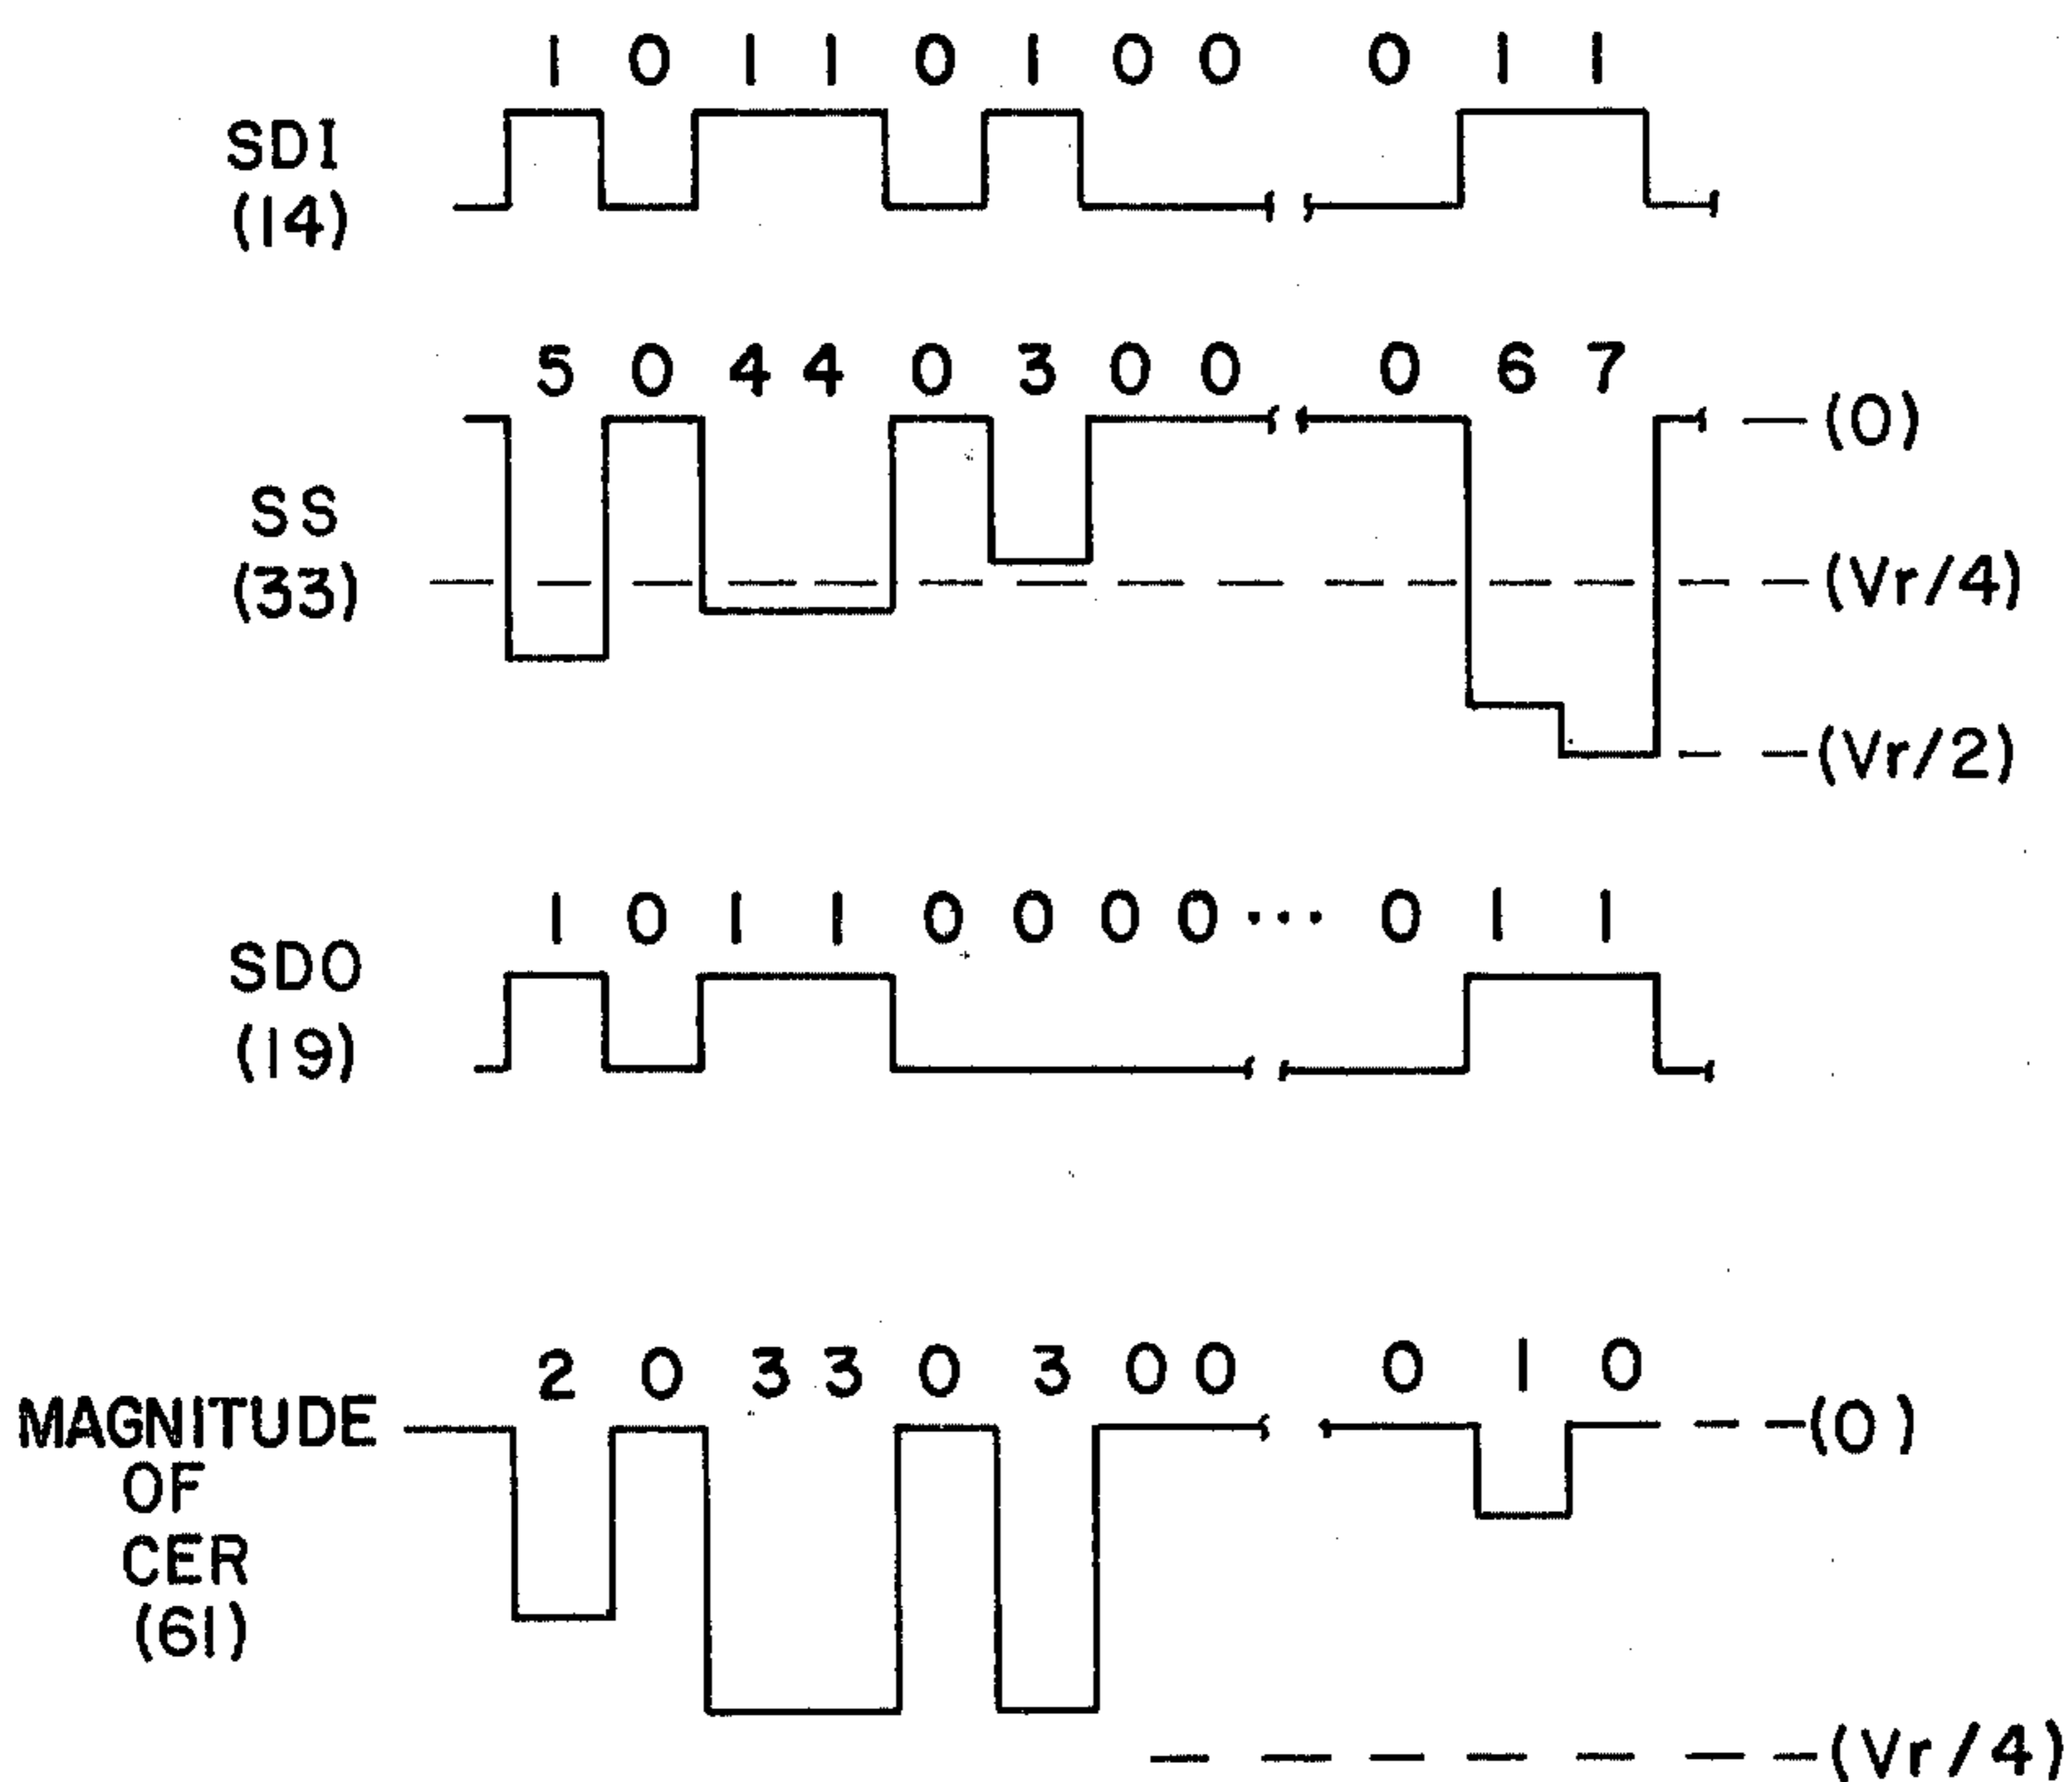 1 0 1 1 0 1 0 0 0 1 1
SDI
(14)
5 0 4 4 0 3 0 0 0 6 7
(0)
SS
(33)
(Vr/4)
(Vr/2)
1 0 1 1 0 0 0 0 ... 0 1 1
SDO
(19)
2 0 3 3 0 3 0 0 0 1 0
MAGNITUDE
OF
CER
(61)
(0)
(Vr/4)